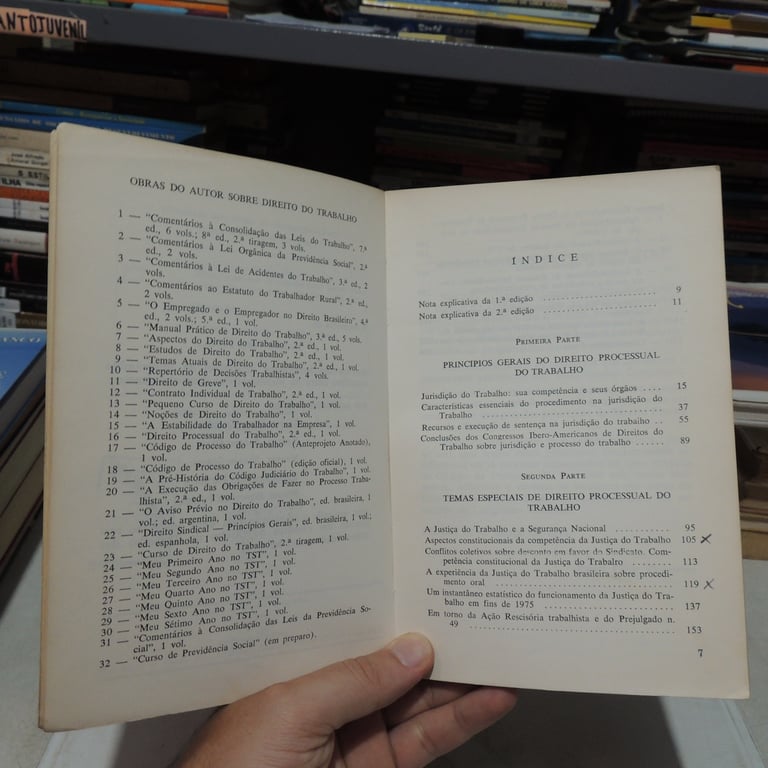 ANTOJUVENIL
OBRAS DO AUTOR SOBRE DIREITO DO TRABALHO
1 — "Comentários à Consolidação das Leis do Trabalho", 7.ª
ed., 6 vols.; 8ª ed., 2.ª tiragem, 3 vols.
2 — "Comentários à Lei Orgânica da Previdência Social", 2.ª
ed., 2 vols.
3 — "Comentários à Lei de Acidentes do Trabalho", 3.ª ed., 2
vols.
4 — "Comentários ao Estatuto do Trabalhador Rural", 2.ª ed.,
2 vols.
5 — "O Empregado e o Empregador no Direito Brasileiro", 4.ª
ed., 2 vols.; 5.ª ed., 1 vol.
6 — "Manual Prático de Direito do Trabalho", 3.ª ed., 5 vols.
7 — "Aspectos do Direito do Trabalho", 2.ª ed., 1 vol.
8 — "Estudos de Direito do Trabalho", 2.ª ed., 1 vol.
9 — "Temas Atuais de Direito do Trabalho", 2.ª ed., 1 vol.
10 — "Repertório de Decisões Trabalhistas", 4 vols.
11 — "Direito de Greve", 1 vol.
12 — "Contrato Individual de Trabalho", 2.ª ed., 1 vol.
13 — "Pequeno Curso de Direito do Trabalho", 1 vol.
14 — "Noções de Direito do Trabalho", 1 vol.
15 — "A Estabilidade do Trabalhador na Empresa", 1 vol.
16 — "Direito Processual do Trabalho", 2.ª ed., 1 vol.
17 — "Código de Processo do Trabalho" (Anteprojeto Anotado),
1 vol.
18 — "Código de Processo do Trabalho" (edição oficial), 1 vol.
19 — "A Pré-História do Código Judiciário do Trabalho", 1 vol.
20 — "A Execução das Obrigações de Fazer no Processo Traba-
lhista", 2.ª ed., 1 vol.
21 — "O Aviso Prévio no Direito do Trabalho", ed. brasileira, 1
vol.; ed. argentina, 1 vol.
22 — "Direito Sindical — Princípios Gerais", ed. brasileira, 1 vol.;
ed. espanhola, 1 vol.
23 — "Curso de Direito do Trabalho", 2.ª tiragem, 1 vol.
24 — "Meu Primeiro Ano no TST", 1 vol.
25 — "Meu Segundo Ano no TST", 1 vol.
26 — "Meu Terceiro Ano no TST", 1 vol.
27 — "Meu Quarto Ano no TST", 1 vol.
28 — "Meu Quinto Ano no TST", 1 vol.
29 — "Meu Sexto Ano no TST", 1 vol.
30 — "Meu Sétimo Ano no TST", 1 vol.
31 — "Comentários à Consolidação das Leis da Previdência So-
cial", 1 vol.
32 — "Curso de Previdência Social" (em preparo).
ÍNDICE
Nota explicativa da 1.ª edição ........................ 9
Nota explicativa da 2.ª edição ........................ 11
PRIMEIRA PARTE
PRINCÍPIOS GERAIS DO DIREITO PROCESSUAL
DO TRABALHO
Jurisdição do Trabalho: sua competência e seus órgãos .... 15
Características essenciais do procedimento na jurisdição do
Trabalho ........................ 37
Recursos e execução de sentença na jurisdição do trabalho .. 55
Conclusões dos Congressos Ibero-Americanos de Direitos do
Trabalho sobre jurisdição e processo do trabalho ...... 89
SEGUNDA PARTE
TEMAS ESPECIAIS DE DIREITO PROCESSUAL DO
TRABALHO
A Justiça do Trabalho e a Segurança Nacional ........... 95
Aspectos constitucionais da competência da Justiça do Trabalho 105 X
Conflitos coletivos sobre desconto em favor do Sindicato. Com-
petência constitucional da Justiça do Trabalro ........ 113
A experiência da Justiça do Trabalho brasileira sobre procedi-
mento oral ........................ 119 X
Um instantâneo estatístico do funcionamento da Justiça do Tra-
balho em fins de 1975 ........................ 137
Em torno da Ação Rescisória trabalhista e do Prejulgado n.
49 ........................ 153
7